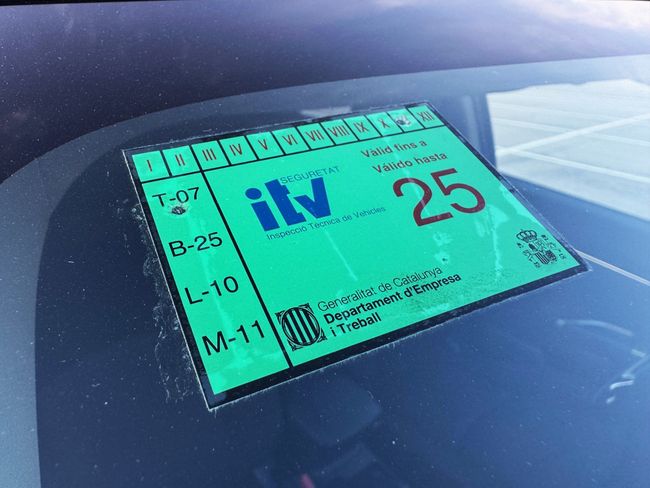 I II III IV V VI VII VIII IX X XII
T-07
B-25
L-10
M-11
SEGURETAT
itv
Inspecció Tècnica de Vehicles
Vàlid fins a
Válido hasta
25
Generalitat de Catalunya
Departament d'Empresa
i Treball